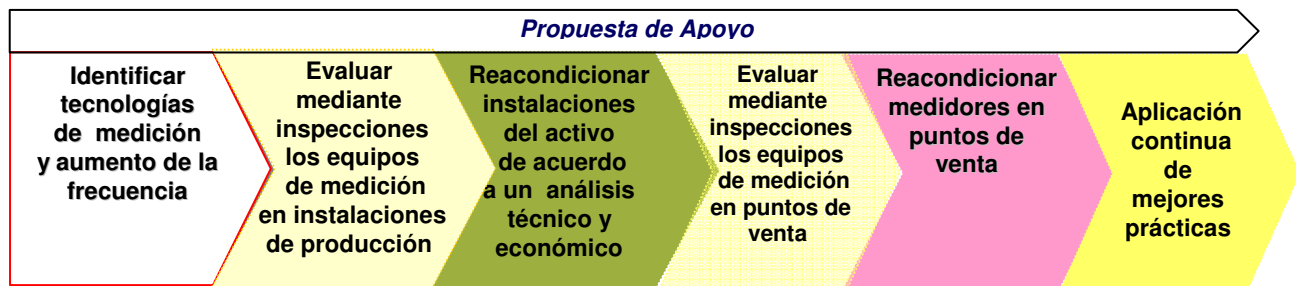 Propuesta de Apoyo
Identificar
tecnologías
de medición
y aumento de la
frecuencia
Evaluar
mediante
inspecciones
los equipos
de medición
en instalaciones
de producción
Reacondicionar
instalaciones
del activo
de acuerdo
a un análisis
técnico y
económico
Evaluar
mediante
inspecciones
los equipos
de medición
en puntos de
venta
Reacondicionar
medidores en
puntos de
venta
Aplicación
continua
de
mejores
prácticas